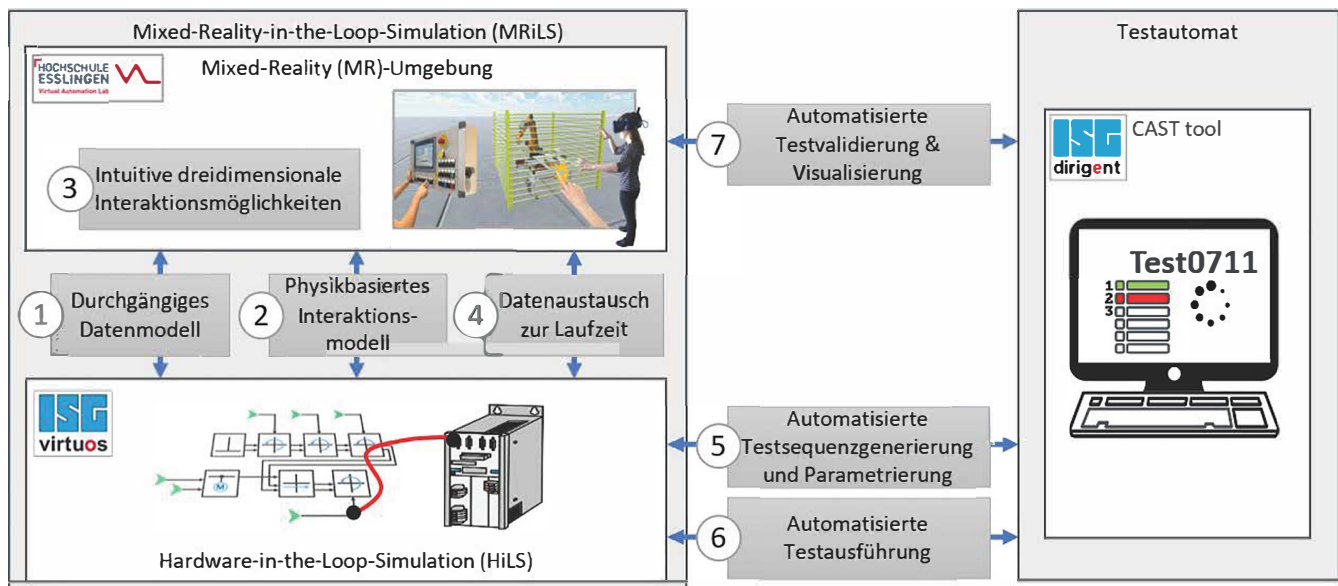 Mixed-Reality-in-the-Loop-Simulation (MRiLS)
HOCHSCHULE
ESSLINGEN
Virtual Automation Lab
Mixed-Reality (MR)-Umgebung
3
Intuitive dreidimensionale
Interaktionsmöglichkeiten
1
Durchgängiges
Datenmodell
2
Physikbasiertes
Interaktions-
modell
4
Datenaustausch
zur Laufzeit
ISG
virtuos
M
Hardware-in-the-Loop-Simulation (HiLS)
7
Automatisierte
Testvalidierung &
Visualisierung
5
Automatisierte
Testsequenzgenerierung
und Parametrierung
6
Automatisierte
Testausführung
Testautomat
ISG
dirigent
CAST tool
Test0711
1
2
3